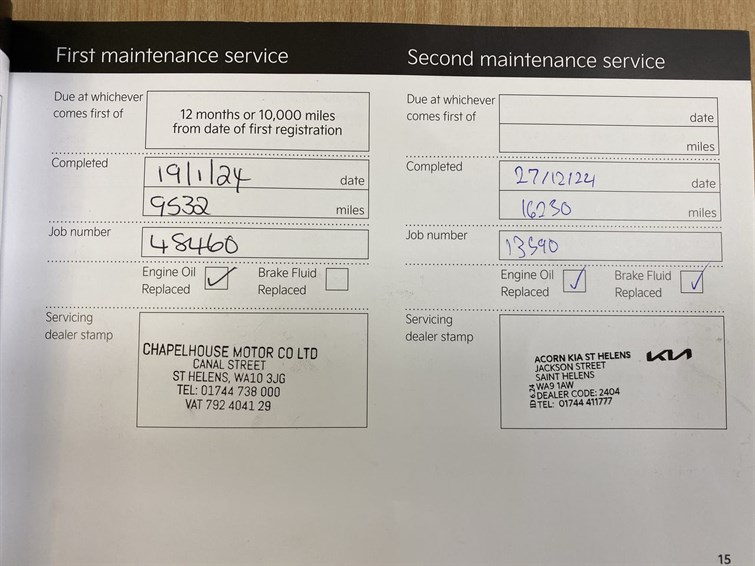 First maintenance service
Due at whichever
comes first of
12 months or 10,000 miles
from date of first registration
Completed
19/1/24 date
9532 miles
Job number
48460
Engine Oil
Replaced
Brake Fluid
Replaced
Servicing
dealer stamp
CHAPELHOUSE MOTOR CO LTD
CANAL STREET
ST HELENS, WA10 3JG
TEL: 01744 738 000
VAT 792 4041 29
Second maintenance service
Due at whichever
comes first of
date
miles
Completed
27/12/24 date
16230 miles
Job number
13590
Engine Oil
Replaced
Brake Fluid
Replaced
Servicing
dealer stamp
ACORN KIA ST HELENS KIA
JACKSON STREET
SAINT HELENS
WA9 1AW
DEALER CODE: 2404
TEL: 01744 411777
15